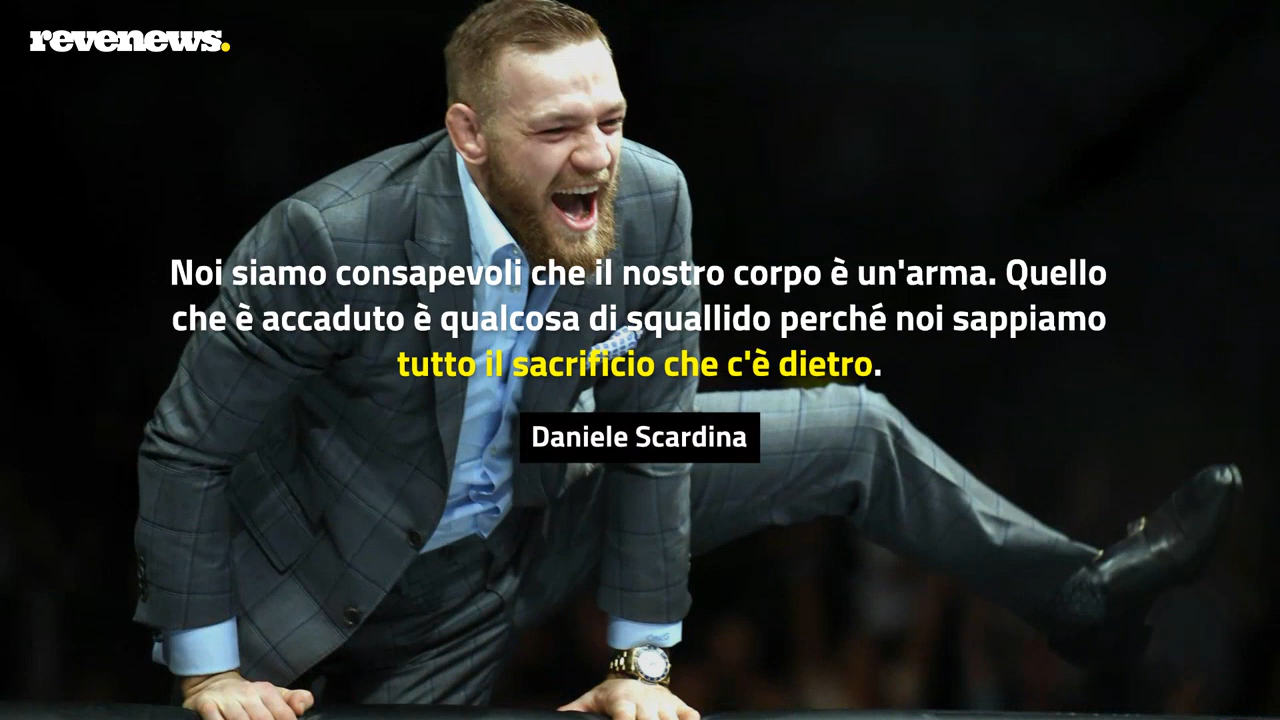 revenews.
Noi siamo consapevoli che il nostro corpo è un'arma. Quello
che è accaduto è qualcosa di squallido perché noi sappiamo
tutto il sacrificio che c'è dietro.
Daniele Scardina